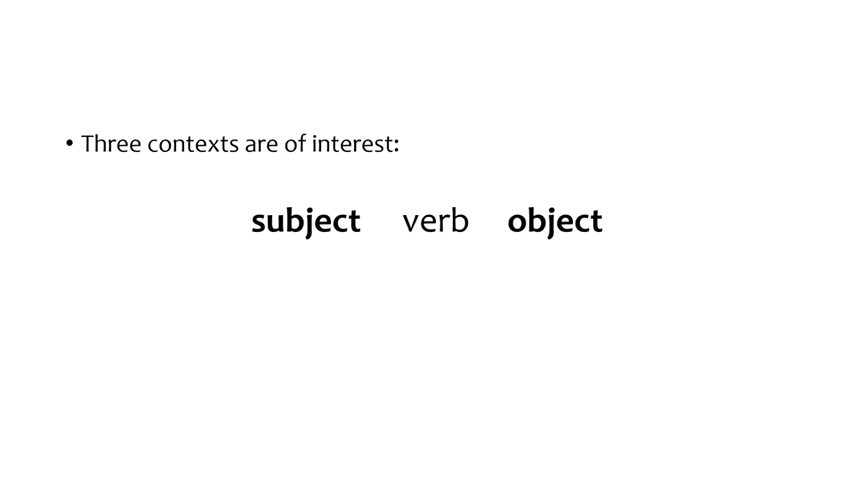 • Three contexts are of interest:
subject verb object